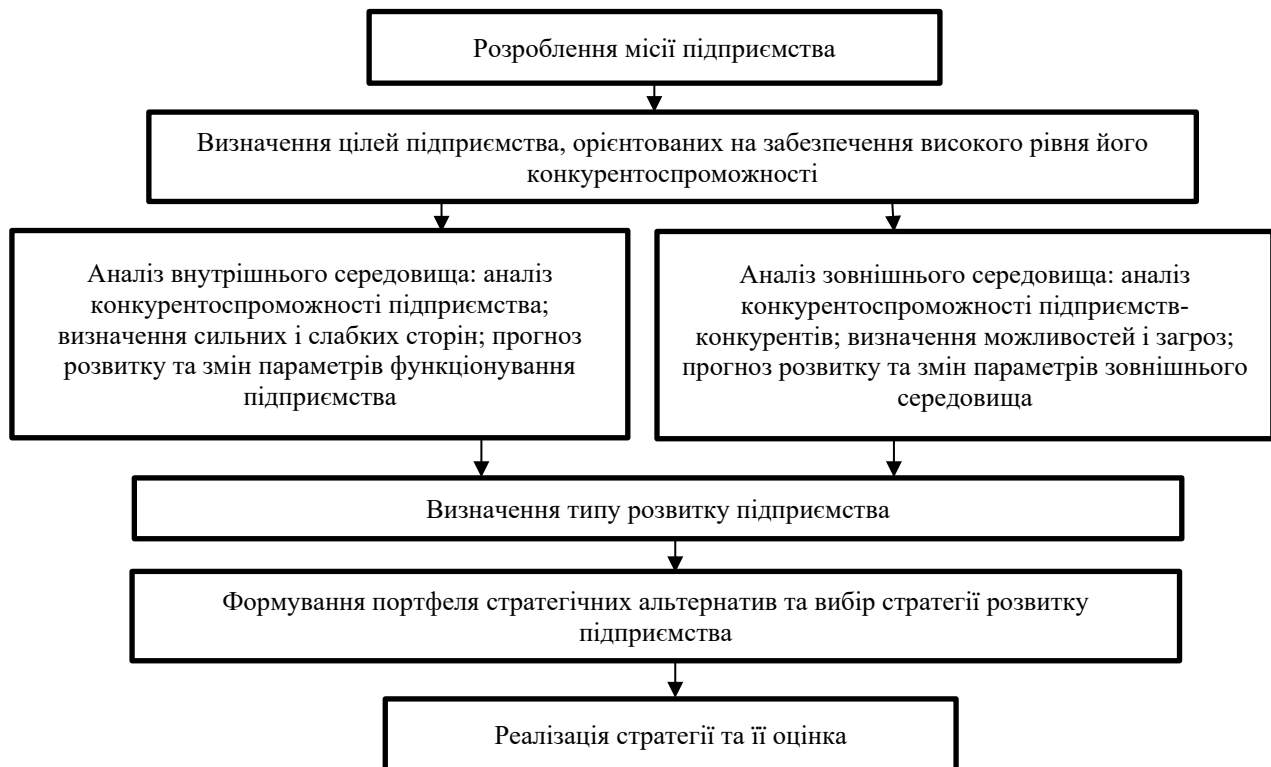 Розроблення місії підприємства
Визначення цілей підприємства, орієнтованих на забезпечення високого рівня його
конкурентоспроможності
Аналіз внутрішнього середовища: аналіз
конкурентоспроможності підприємства;
визначення сильних і слабких сторін; прогноз
розвитку та змін параметрів функціонування
підприємства
Аналіз зовнішнього середовища: аналіз
конкурентоспроможності підприємств-
конкурентів; визначення можливостей і загроз;
прогноз розвитку та змін параметрів зовнішнього
середовища
Визначення типу розвитку підприємства
Формування портфеля стратегічних альтернатив та вибір стратегії розвитку
підприємства
Реалізація стратегії та її оцінка